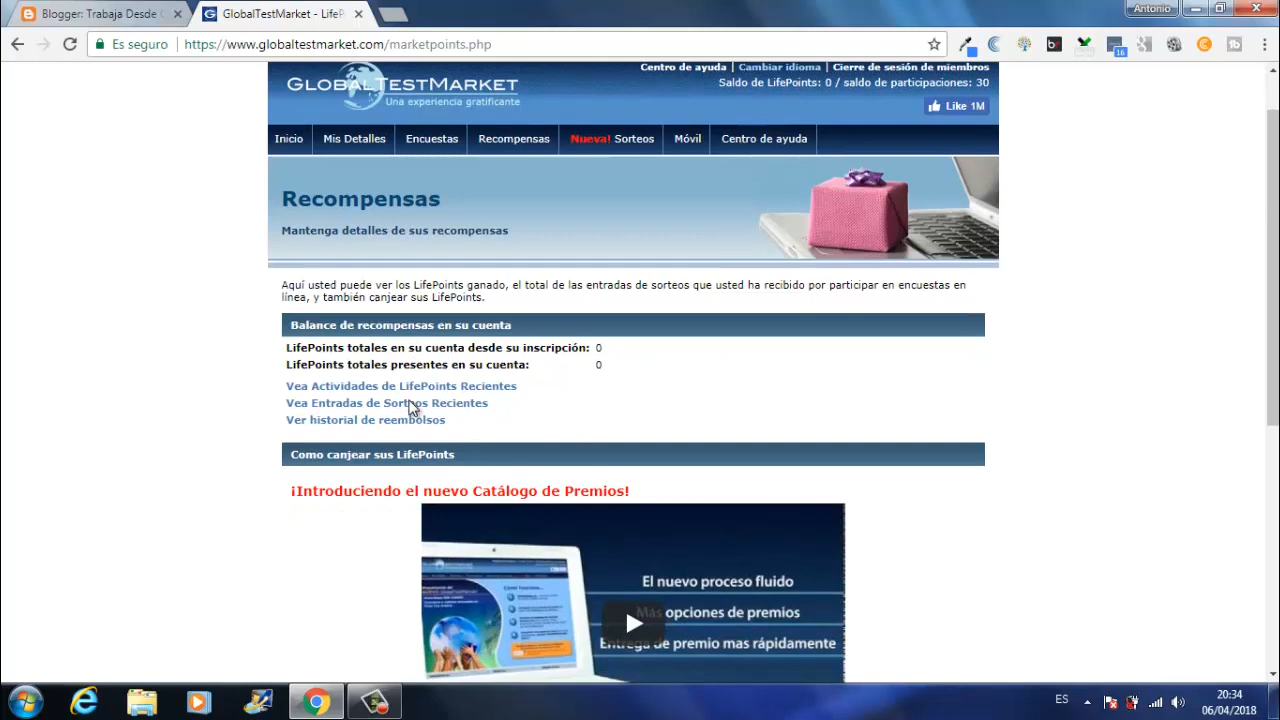 Blogger: Trabaja Desde C
GlobalTestMarket - LifeP
Antonio
Es seguro
https://www.globaltestmarket.com/marketpoints.php
16
GLOBALTESTMARKET
Una experiencia gratificante
Centro de ayuda | Cambiar idioma | Cierre de sesión de miembros
Saldo de LifePoints: 0 / saldo de participaciones: 30
Like 1M
Inicio
Mis Detalles
Encuestas
Recompensas
Nueva! Sorteos
Móvil
Centro de ayuda
Recompensas
Mantenga detalles de sus recompensas
Aquí usted puede ver los LifePoints ganado, el total de las entradas de sorteos que usted ha recibido por participar en encuestas en
línea, y también canjear sus LifePoints.
Balance de recompensas en su cuenta
LifePoints totales en su cuenta desde su inscripción: 0
LifePoints totales presentes en su cuenta: 0
Vea Actividades de LifePoints Recientes
Vea Entradas de Sorteos Recientes
Ver historial de reembolsos
Como canjear sus LifePoints
¡Introduciendo el nuevo Catálogo de Premios!
El nuevo proceso fluido
Más opciones de premios
Entrega de premio mas rápidamente
ES
20:34
06/04/2018